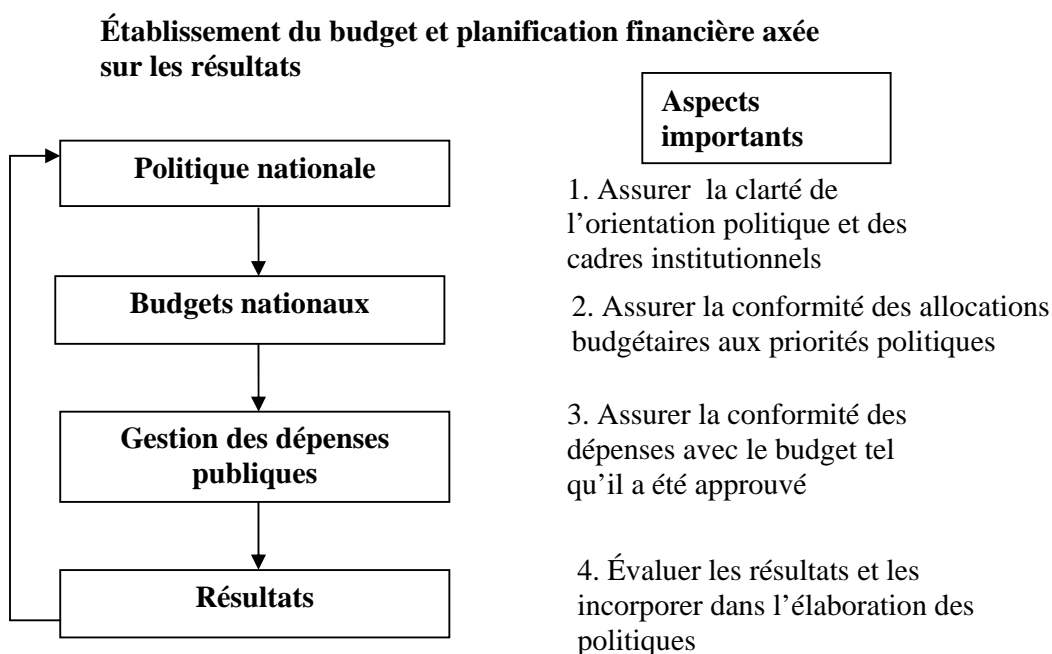 Établissement du budget et planification financière axée
sur les résultats
Aspects
importants
Politique nationale
1. Assurer  la clarté de
l’orientation politique et des
cadres institutionnels
Budgets nationaux
2. Assurer la conformité des allocations
budgétaires aux priorités politiques
Gestion des dépenses
publiques
3. Assurer la conformité des
dépenses avec le budget tel
qu’il a été approuvé
Résultats
4. Évaluer les résultats et les
incorporer dans l’élaboration des
politiques